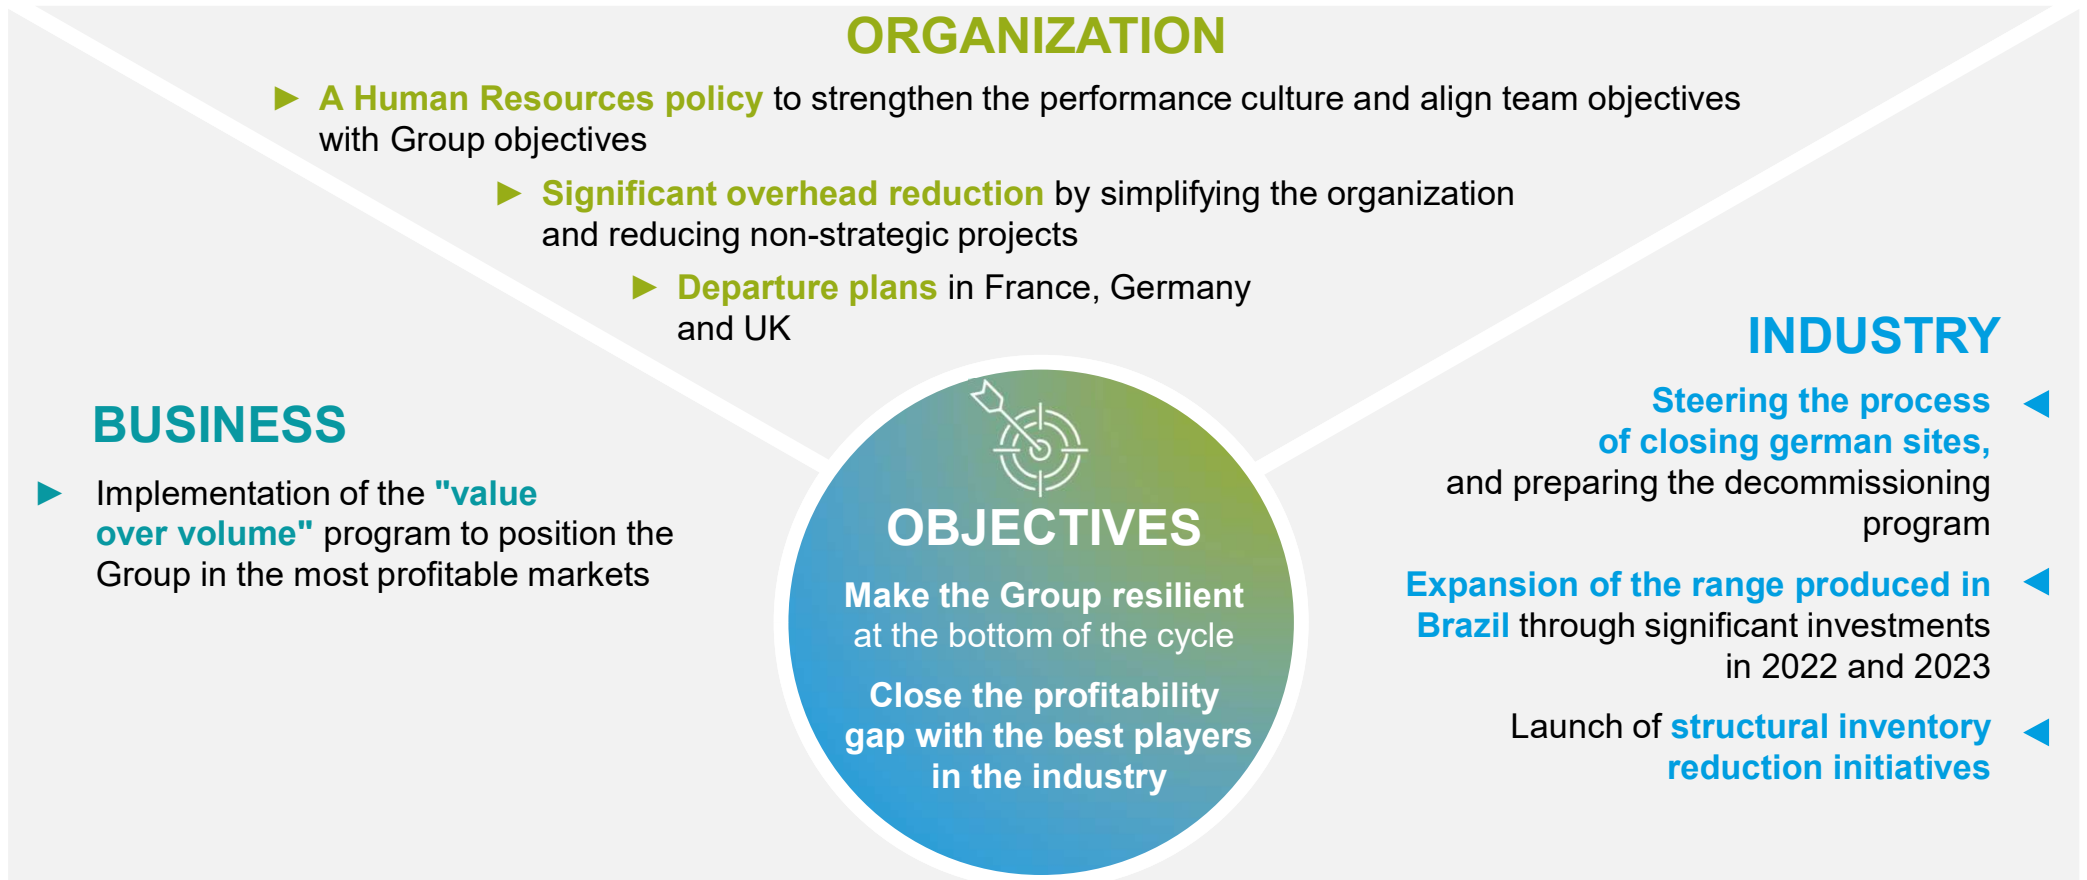 ORGANIZATION
► A Human Resources policy to strengthen the performance culture and align team objectives
with Group objectives
► Significant overhead reduction by simplifying the organization
and reducing non-strategic projects
► Departure plans in France, Germany
and UK
BUSINESS
► Implementation of the "value
over volume" program to position the
Group in the most profitable markets
OBJECTIVES
Make the Group resilient
at the bottom of the cycle
Close the profitability
gap with the best players
in the industry
INDUSTRY
Steering the process ◄
of closing german sites,
and preparing the decommissioning
program
Expansion of the range produced in ◄
Brazil through significant investments
in 2022 and 2023
Launch of structural inventory ◄
reduction initiatives